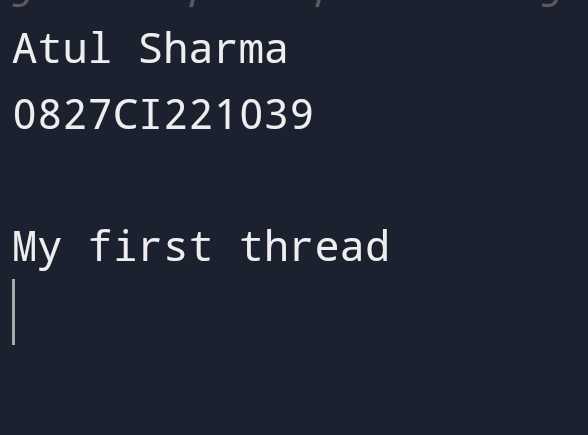 Atul Sharma
0827CI221039
My first thread